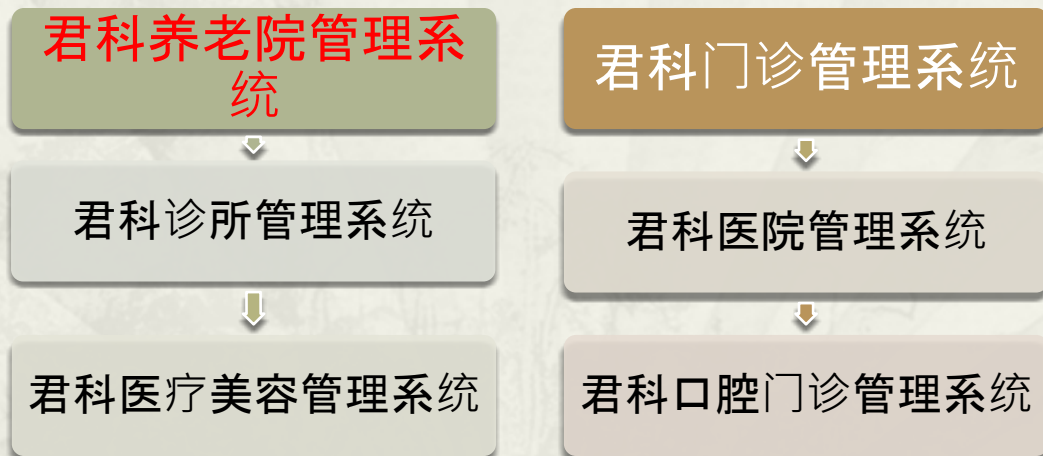 君科养老院管理系
统
君科诊所管理系统
君科医疗美容管理系统
君科门诊管理系统
君科医院管理系统
君科口腔门诊管理系统